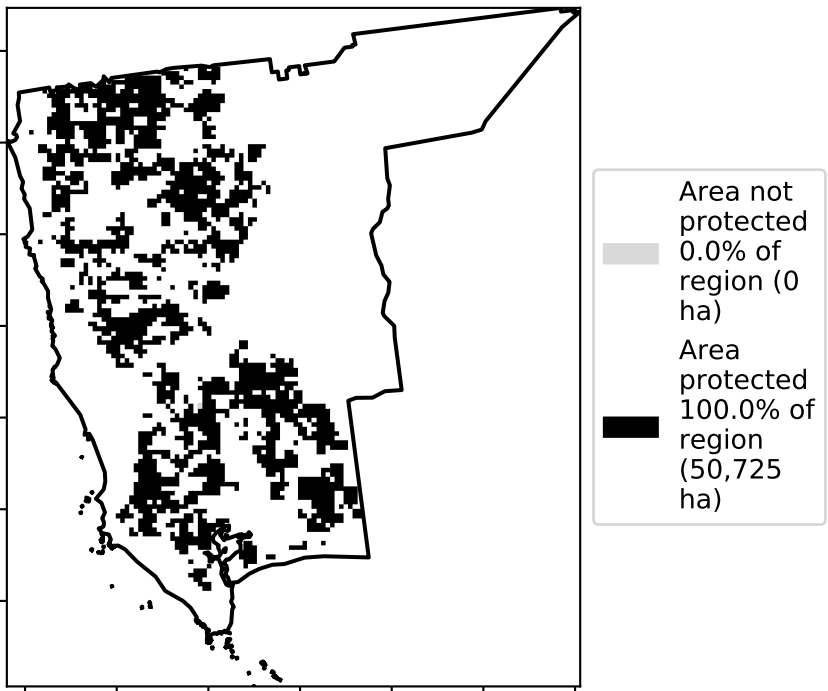 Area not
protected
0.0% of
region (0
ha)
Area
protected
100.0% of
region
(50,725
ha)